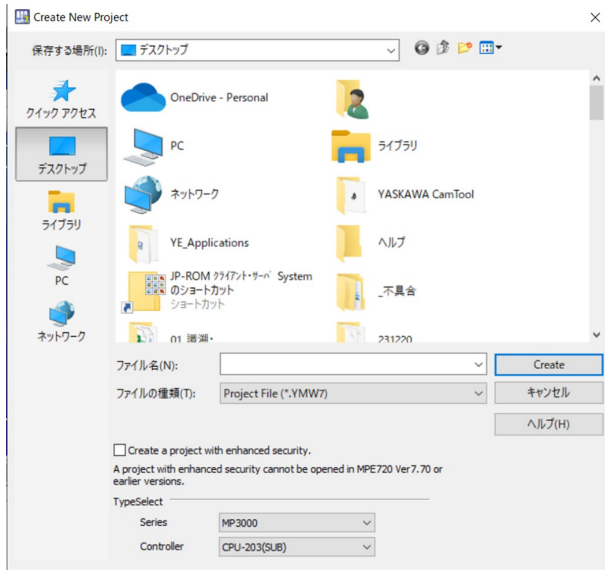 Create New Project
保存する場所(I):
デスクトップ
クイック アクセス
デスクトップ
ライブラリ
PC
ネットワーク
OneDrive - Personal
PC
ライブラリ
ネットワーク
YASKAWA CamTool
YE_Applications
ヘルプ
JP-ROM クライアント・サーバ System
のショートカット
ショートカット
_不具合
01
231220
ファイル名(N):
Create
ファイルの種類(T):
Project File (*.YMW7)
キャンセル
ヘルプ(H)
Create a project with enhanced security.
A project with enhanced security cannot be opened in MPE720 Ver7.70 or
earlier versions.
TypeSelect
Series
MP3000
Controller
CPU-203(SUB)